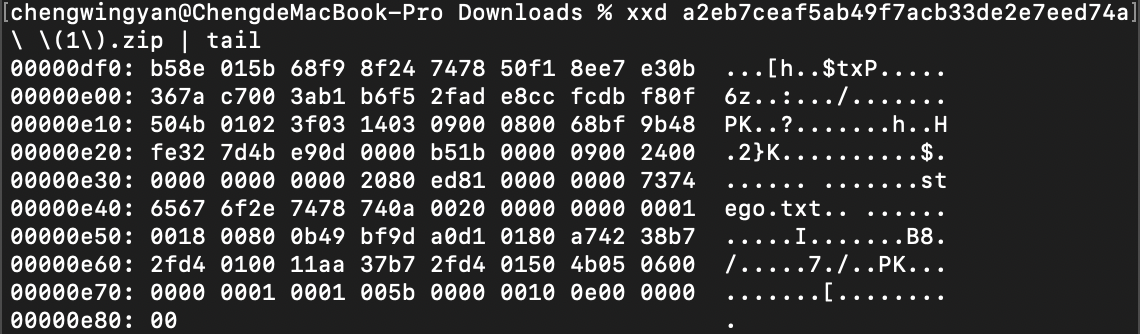 [chengwingyan@ChengdeMacBook-Pro Downloads % xxd a2eb7ceaf5ab49f7acb33de2e7eed74a]
\ \(1\).zip | tail
00000df0: b58e 015b 68f9 8f24 7478 50f1 8ee7 e30b  ...[h..$txP.....
00000e00: 367a c700 3ab1 b6f5 2fad e8cc fcdb f80f  6z..:.../.......
00000e10: 504b 0102 3f03 1403 0900 0800 68bf 9b48  PK..?.......h..H
00000e20: fe32 7d4b e90d 0000 b51b 0000 0900 2400  .2}K..........$.
00000e30: 0000 0000 0000 2080 ed81 0000 0000 7374  ...... .......st
00000e40: 6567 6f2e 7478 740a 0020 0000 0000 0001  ego.txt.. ......
00000e50: 0018 0080 0b49 bf9d a0d1 0180 a742 38b7  .....I.......B8.
00000e60: 2fd4 0100 11aa 37b7 2fd4 0150 4b05 0600  /.....7./..PK...
00000e70: 0000 0001 0001 005b 0000 0010 0e00 0000  .......[........
00000e80: 00                                       .